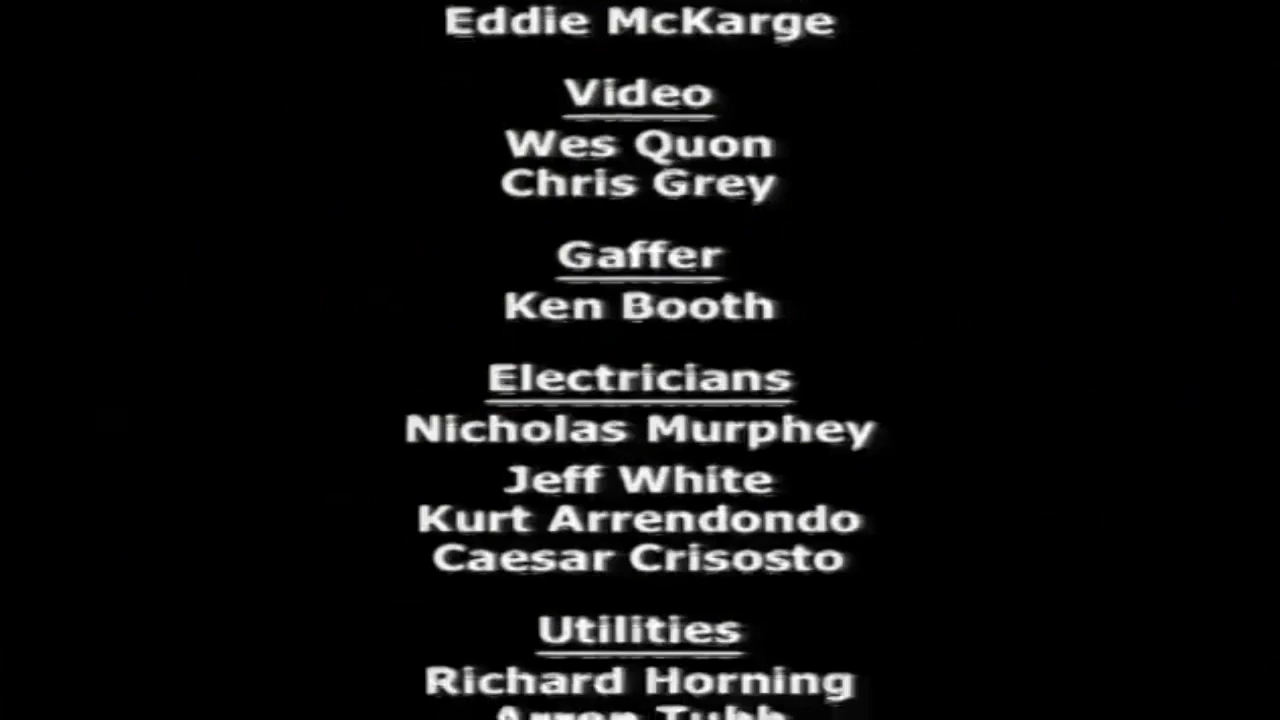 Eddie McKarge
Video
Wes Quon
Chris Grey
Gaffer
Ken Booth
Electricians
Nicholas Murphey
Jeff White
Kurt Arrendondo
Caesar Crisosto
Utilities
Richard Horning